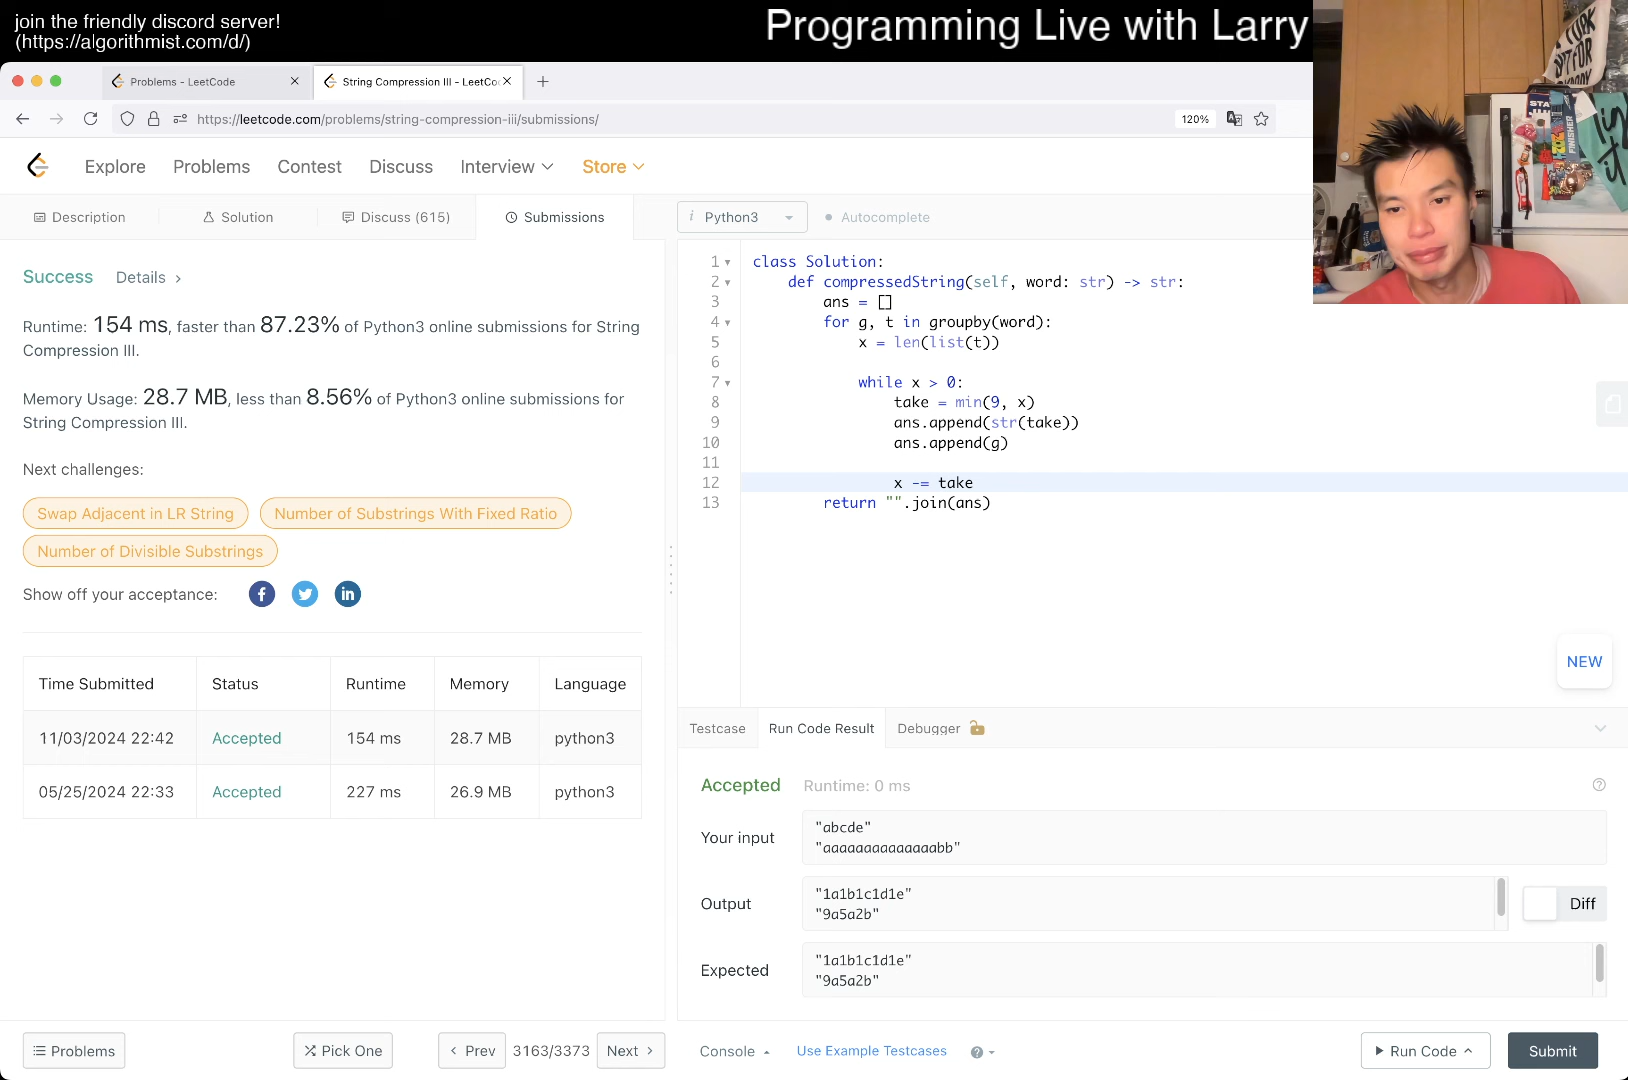 join the friendly discord server!
(https://algorithmist.com/d/)
Programming Live with Larry
Problems - LeetCode
String Compression III - LeetCo
https://leetcode.com/problems/string-compression-iii/submissions/
120%
Explore
Problems
Contest
Discuss
Interview
Store
Description
Solution
Discuss (615)
Submissions
i Python3
Autocomplete
Success
Details
Runtime: 154 ms, faster than 87.23% of Python3 online submissions for String
Compression III.
Memory Usage: 28.7 MB, less than 8.56% of Python3 online submissions for
String Compression III.
Next challenges:
Swap Adjacent in LR String
Number of Substrings With Fixed Ratio
Number of Divisible Substrings
Show off your acceptance:
Time Submitted Status Runtime Memory Language
11/03/2024 22:42 Accepted 154 ms 28.7 MB python3
05/25/2024 22:33 Accepted 227 ms 26.9 MB python3
1 class Solution:
2 def compressedString(self, word: str) -> str:
3 ans = []
4 for g, t in groupby(word):
5 x = len(list(t))
6
7 while x > 0:
8 take = min(9, x)
9 ans.append(str(take))
10 ans.append(g)
11
12 x -= take
13 return "".join(ans)
NEW
Testcase
Run Code Result
Debugger
Accepted
Runtime: 0 ms
Your input
"abcde"
"aaaaaaaaaaaaaabb"
Output
"1a1b1c1d1e"
"9a5a2b"
Diff
Expected
"1a1b1c1d1e"
"9a5a2b"
Problems
Pick One
Prev
3163/3373
Next
Console
Use Example Testcases
Run Code
Submit